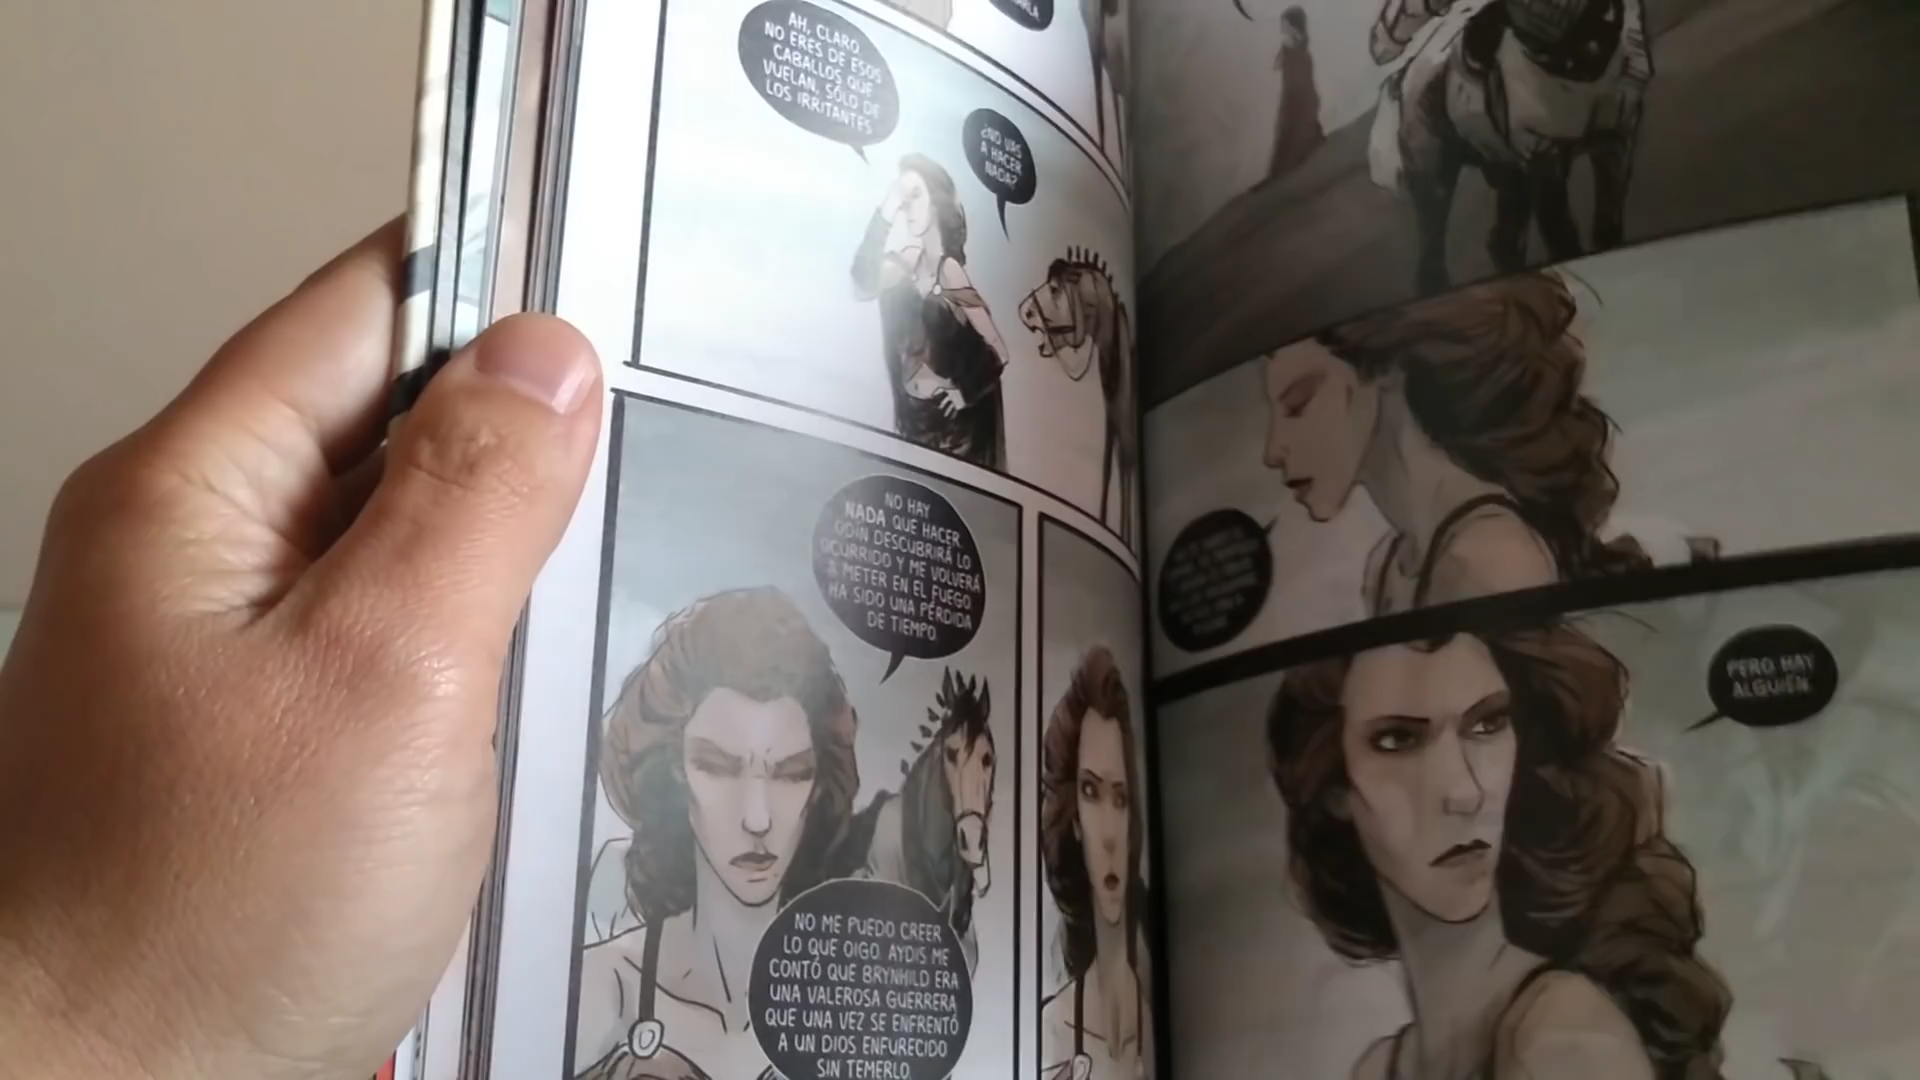 AH, CLARO.
NO ERES DE ESOS
CABALLOS QUE
VUELAN, SÓLO DE
LOS IRRITANTES.
¿NO VAS
A HACER
NADA?
NO HAY
NADA QUE HACER.
ODÍN DESCUBRIRÁ LO
OCURRIDO Y ME VOLVERÁ
A METER EN EL FUEGO.
HA SIDO UNA PÉRDIDA
DE TIEMPO.
NO ME PUEDO CREER
LO QUE OIGO. AYDIS ME
CONTÓ QUE BRYNHILD ERA
UNA VALEROSA GUERRERA
QUE UNA VEZ SE ENFRENTÓ
A UN DIOS ENFURECIDO
SIN TEMERLO.
PERO HAY
ALGUIEN.